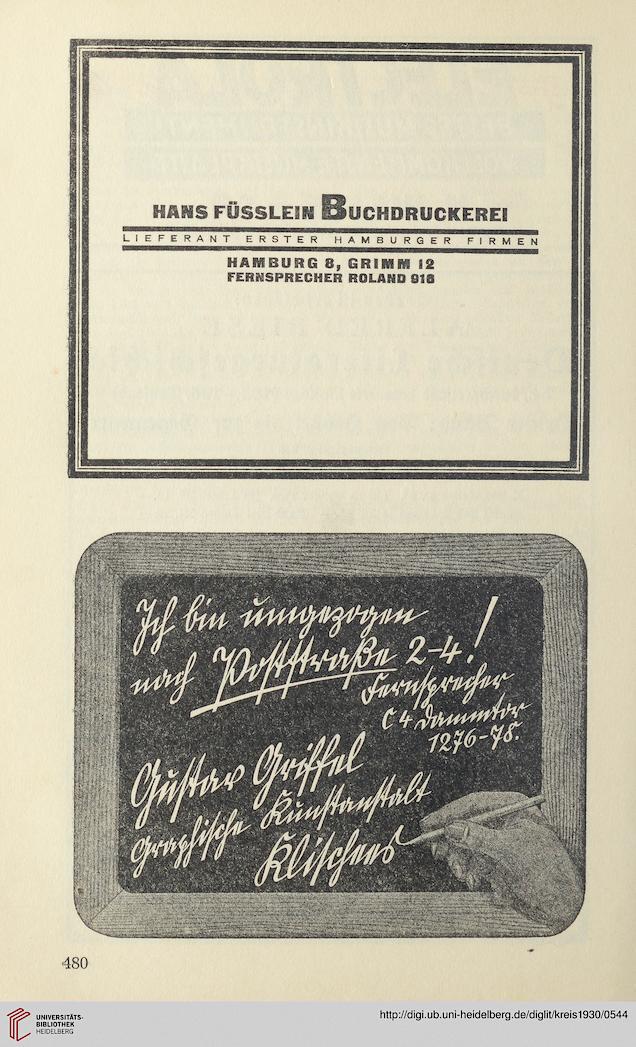 HANS FÜSSLEIN BUCHDRUCKEREI
LIEFERANT ERSTER HAMBURGER FIRMEN
HAMBURG 8, GRIMM 12
FERNSPRECHER ROLAND 918
Ich bin umgezogen
nach Poststraße 2-4!
Fernsprecher
C4 Dammtor
1276-78.
Gustav Griffel
Graphische Kunstanstalt
Klischees
480
UNIVERSITÄTS-
BIBLIOTHEK
HEIDELBERG
http://digi.ub.uni-heidelberg.de/diglit/kreis1930/0544